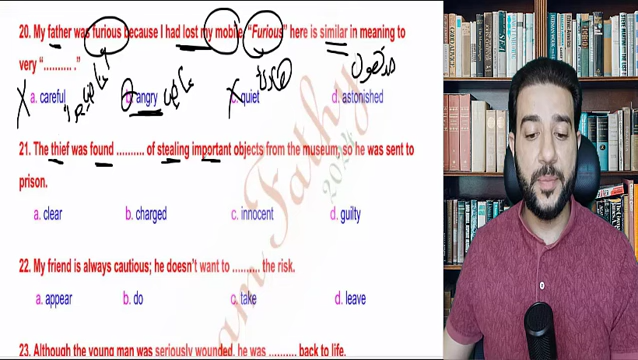 20. My father was furious because I had lost my mobile. "Furious" here is similar in meaning to
very " .......... ."
a. careful b. angry c. quiet d. astonished
21. The thief was found .......... of stealing important objects from the museum, so he was sent to
prison.
a. clear b. charged c. innocent d. guilty
22. My friend is always cautious; he doesn't want to .......... the risk.
a. appear b. do c. take d. leave
23. Although the young man was seriously wounded, he was .......... back to life.
Fathy